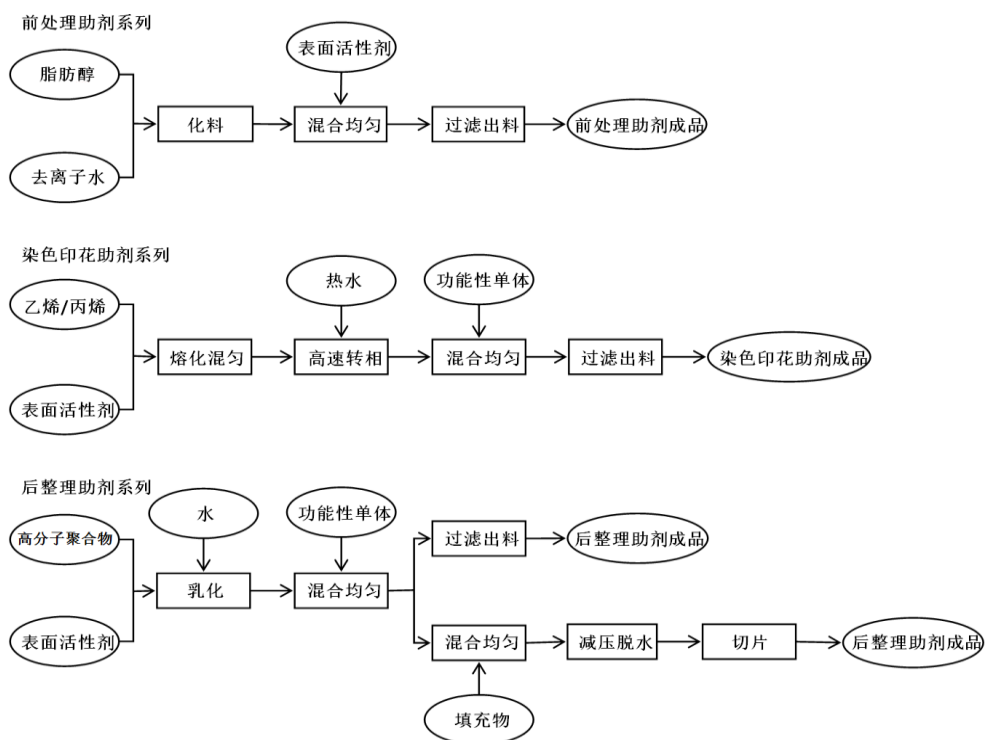 前处理助剂系列
脂肪醇
表面活性剂
化料
混合均匀
过滤出料
前处理助剂成品
去离子水
染色印花助剂系列
乙烯/丙烯
热水
功能性单体
熔化混匀
高速转相
混合均匀
过滤出料
染色印花助剂成品
表面活性剂
后整理助剂系列
高分子聚合物
水
功能性单体
过滤出料
后整理助剂成品
乳化
混合均匀
表面活性剂
混合均匀
减压脱水
切片
后整理助剂成品
填充物